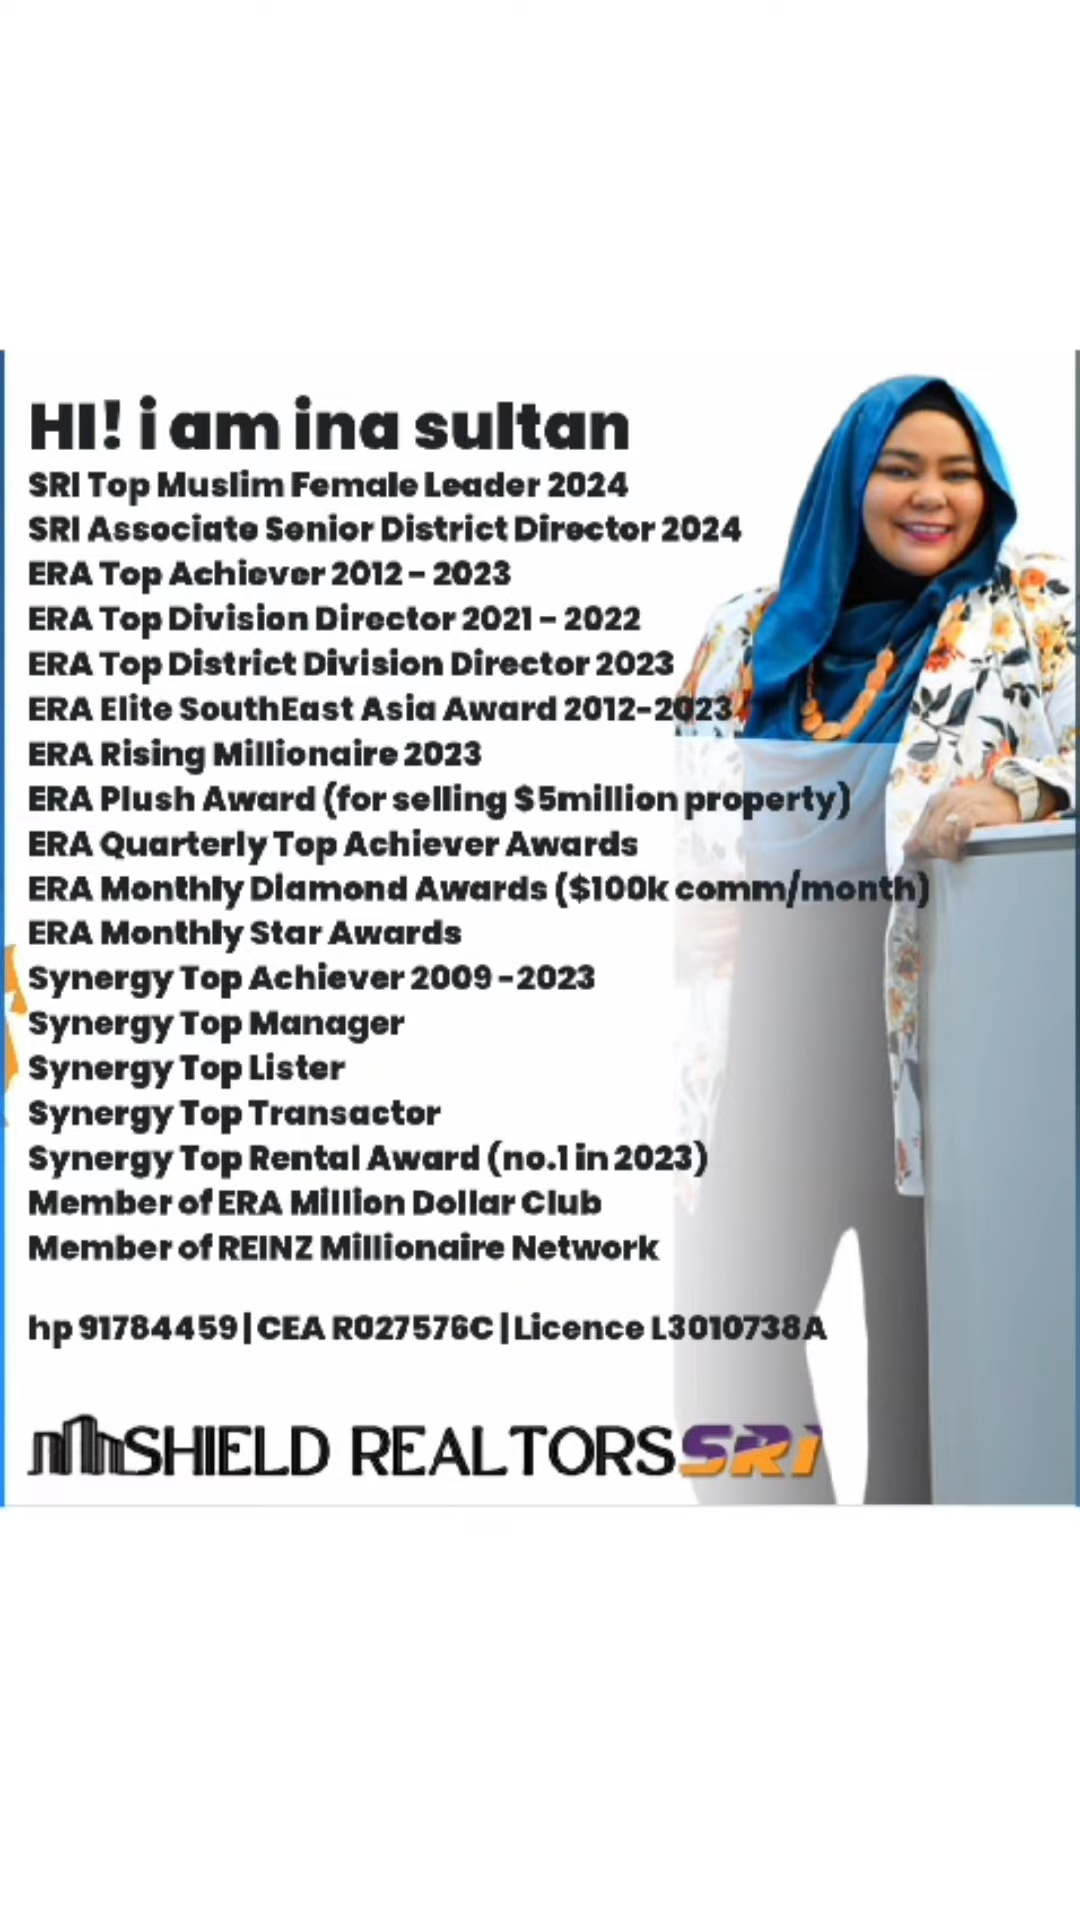 HI! i am ina sultan
SRI Top Muslim Female Leader 2024
SRI Associate Senior District Director 2024
ERA Top Achiever 2012 - 2023
ERA Top Division Director 2021 - 2022
ERA Top District Division Director 2023
ERA Elite SouthEast Asia Award 2012-2023
ERA Rising Millionaire 2023
ERA Plush Award (for selling $5million property)
ERA Quarterly Top Achiever Awards
ERA Monthly Diamond Awards ($100k comm/month)
ERA Monthly Star Awards
Synergy Top Achiever 2009 -2023
Synergy Top Manager
Synergy Top Lister
Synergy Top Transactor
Synergy Top Rental Award (no.1 in 2023)
Member of ERA Million Dollar Club
Member of REINZ Millionaire Network
hp 91784459 | CEA R027576C | Licence L3010738A
SHIELD REALTORS SRI